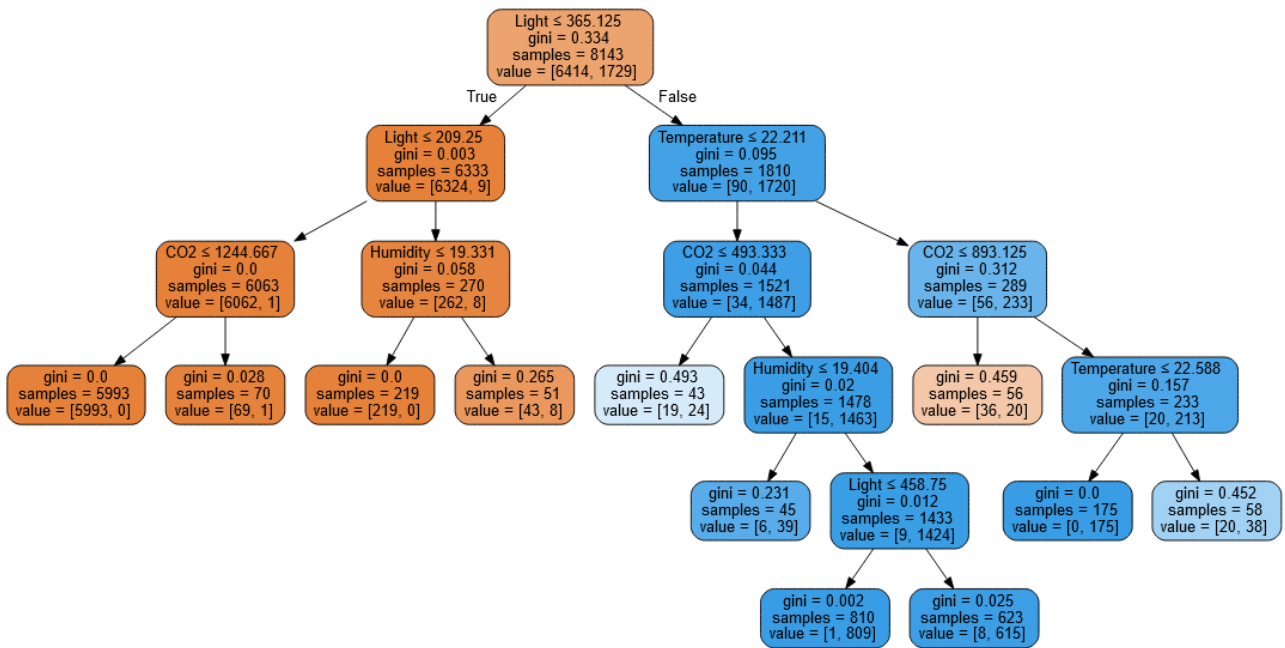 Light ≤ 365.125
gini = 0.334
samples = 8143
value = [6414, 1729]
True
False
Light ≤ 209.25
gini = 0.003
samples = 6333
value = [6324, 9]
Temperature ≤ 22.211
gini = 0.095
samples = 1810
value = [90, 1720]
CO2 ≤ 1244.667
gini = 0.0
samples = 6063
value = [6062, 1]
Humidity ≤ 19.331
gini = 0.058
samples = 270
value = [262, 8]
CO2 ≤ 493.333
gini = 0.044
samples = 1521
value = [34, 1487]
CO2 ≤ 893.125
gini = 0.312
samples = 289
value = [56, 233]
gini = 0.0
samples = 5993
value = [5993, 0]
gini = 0.028
samples = 70
value = [69, 1]
gini = 0.0
samples = 219
value = [219, 0]
gini = 0.265
samples = 51
value = [43, 8]
gini = 0.493
samples = 43
value = [19, 24]
Humidity ≤ 19.404
gini = 0.02
samples = 1478
value = [15, 1463]
gini = 0.459
samples = 56
value = [36, 20]
Temperature ≤ 22.588
gini = 0.157
samples = 233
value = [20, 213]
gini = 0.231
samples = 45
value = [6, 39]
Light ≤ 458.75
gini = 0.012
samples = 1433
value = [9, 1424]
gini = 0.0
samples = 175
value = [0, 175]
gini = 0.452
samples = 58
value = [20, 38]
gini = 0.002
samples = 810
value = [1, 809]
gini = 0.025
samples = 623
value = [8, 615]